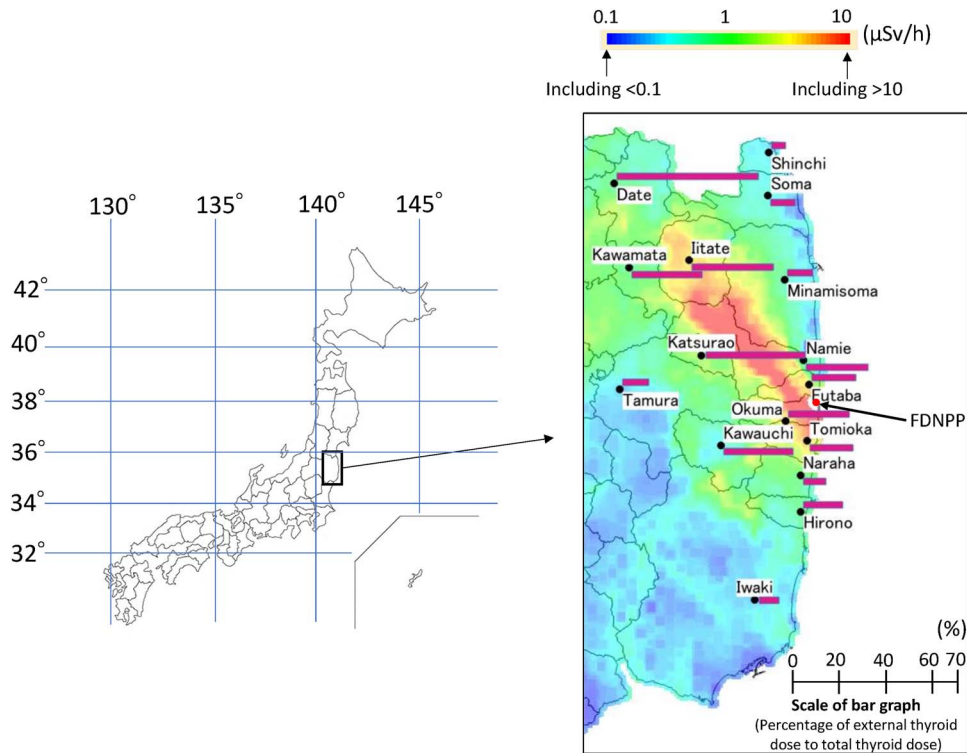 0.1 1 10 (μSv/h)
Including <0.1 Including >10
130° 135° 140° 145°
42°
40°
38°
36°
34°
32°
Shinchi
Date
Soma
Iitate
Kawamata
Minamisoma
Katsurao
Namie
Tamura
Futaba
Okuma
FDNPP
Kawauchi
Tomioka
Naraha
Hirono
Iwaki
(%)
0 20 40 60 70
Scale of bar graph
(Percentage of external thyroid
dose to total thyroid dose)